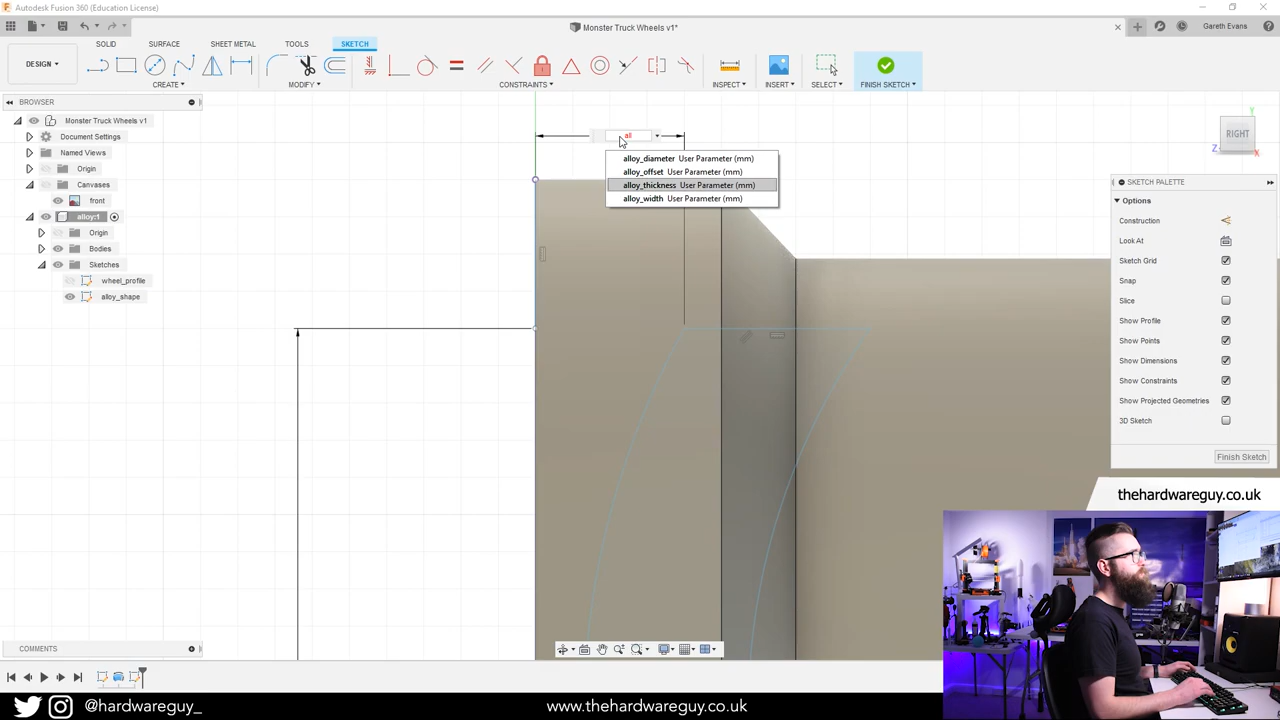 Autodesk Fusion 360 (Education License)
Monster Truck Wheels v1*
Gareth Evans
SOLID
SURFACE
SHEET METAL
TOOLS
SKETCH
DESIGN
CREATE
MODIFY
CONSTRAINTS
INSPECT
INSERT
SELECT
FINISH SKETCH
BROWSER
Monster Truck Wheels v1
Document Settings
Named Views
Origin
Canvases
front
alloy:1
Origin
Bodies
Sketches
wheel_profile
alloy_shape
all
alloy_diameter User Parameter (mm)
alloy_offset User Parameter (mm)
alloy_thickness User Parameter (mm)
alloy_width User Parameter (mm)
Y
RIGHT
Z
X
SKETCH PALETTE
Options
Construction
Look At
Sketch Grid
Snap
Slice
Show Profile
Show Points
Show Dimensions
Show Constraints
Show Projected Geometries
3D Sketch
Finish Sketch
thehardwareguy.co.uk
COMMENTS
@hardwareguy_
www.thehardwareguy.co.uk